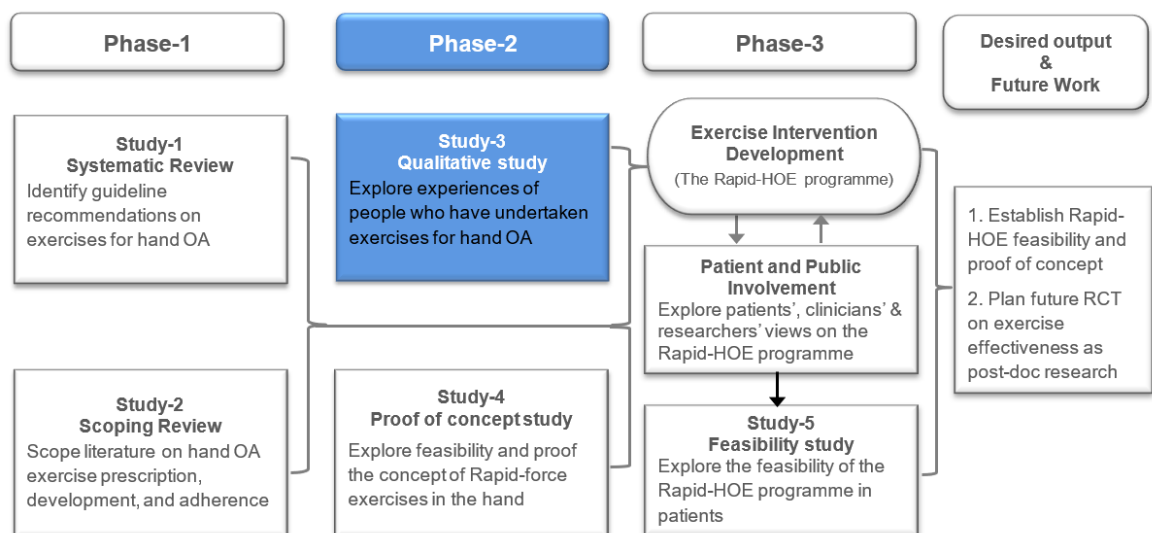 Phase-1
Phase-2
Phase-3
Desired output
&
Future Work
Study-1
Systematic Review
Identify guideline
recommendations on
exercises for hand OA
Study-2
Scoping Review
Scope literature on hand OA
exercise prescription,
development, and adherence
Study-3
Qualitative study
Explore experiences of
people who have undertaken
exercises for hand OA
Study-4
Proof of concept study
Explore feasibility and proof
the concept of Rapid-force
exercises in the hand
Exercise Intervention
Development
(The Rapid-HOE programme)
Patient and Public
Involvement
Explore patients’, clinicians’ &
researchers’ views on the
Rapid-HOE programme
Study-5
Feasibility study
Explore the feasibility of the
Rapid-HOE programme in
patients
1. Establish Rapid-
HOE feasibility and
proof of concept
2. Plan future RCT
on exercise
effectiveness as
post-doc research